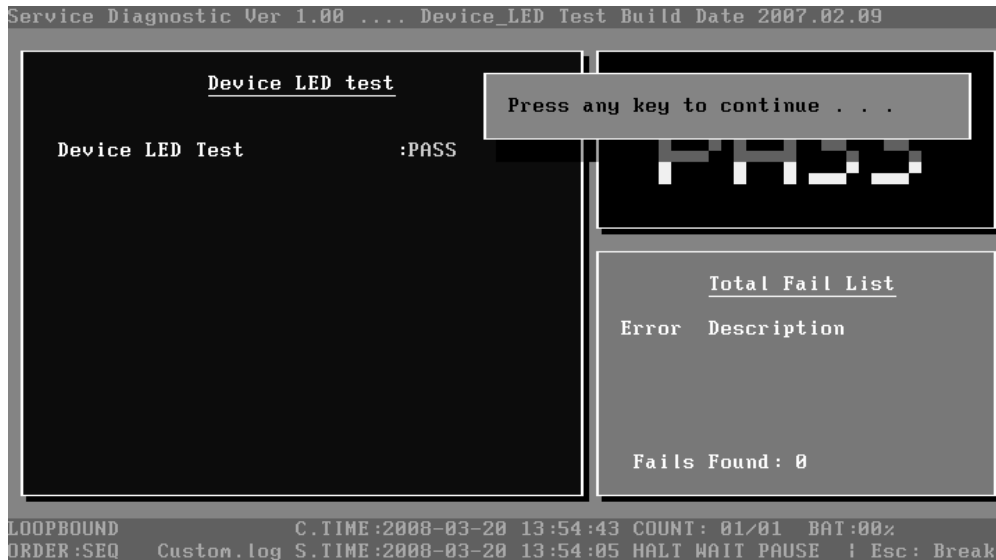 Service Diagnostic Ver 1.00 .... Device_LED Test Build Date 2007.02.09
Device LED test
Device LED Test :PASS
Press any key to continue . . .
PASS
Total Fail List
Error Description
Fails Found: 0
LOOPBOUND C.TIME:2008-03-20 13:54:43 COUNT: 01/01 BAT:00%
ORDER:SEQ Custom.log S.TIME:2008-03-20 13:54:05 HALT WAIT PAUSE | Esc: Break